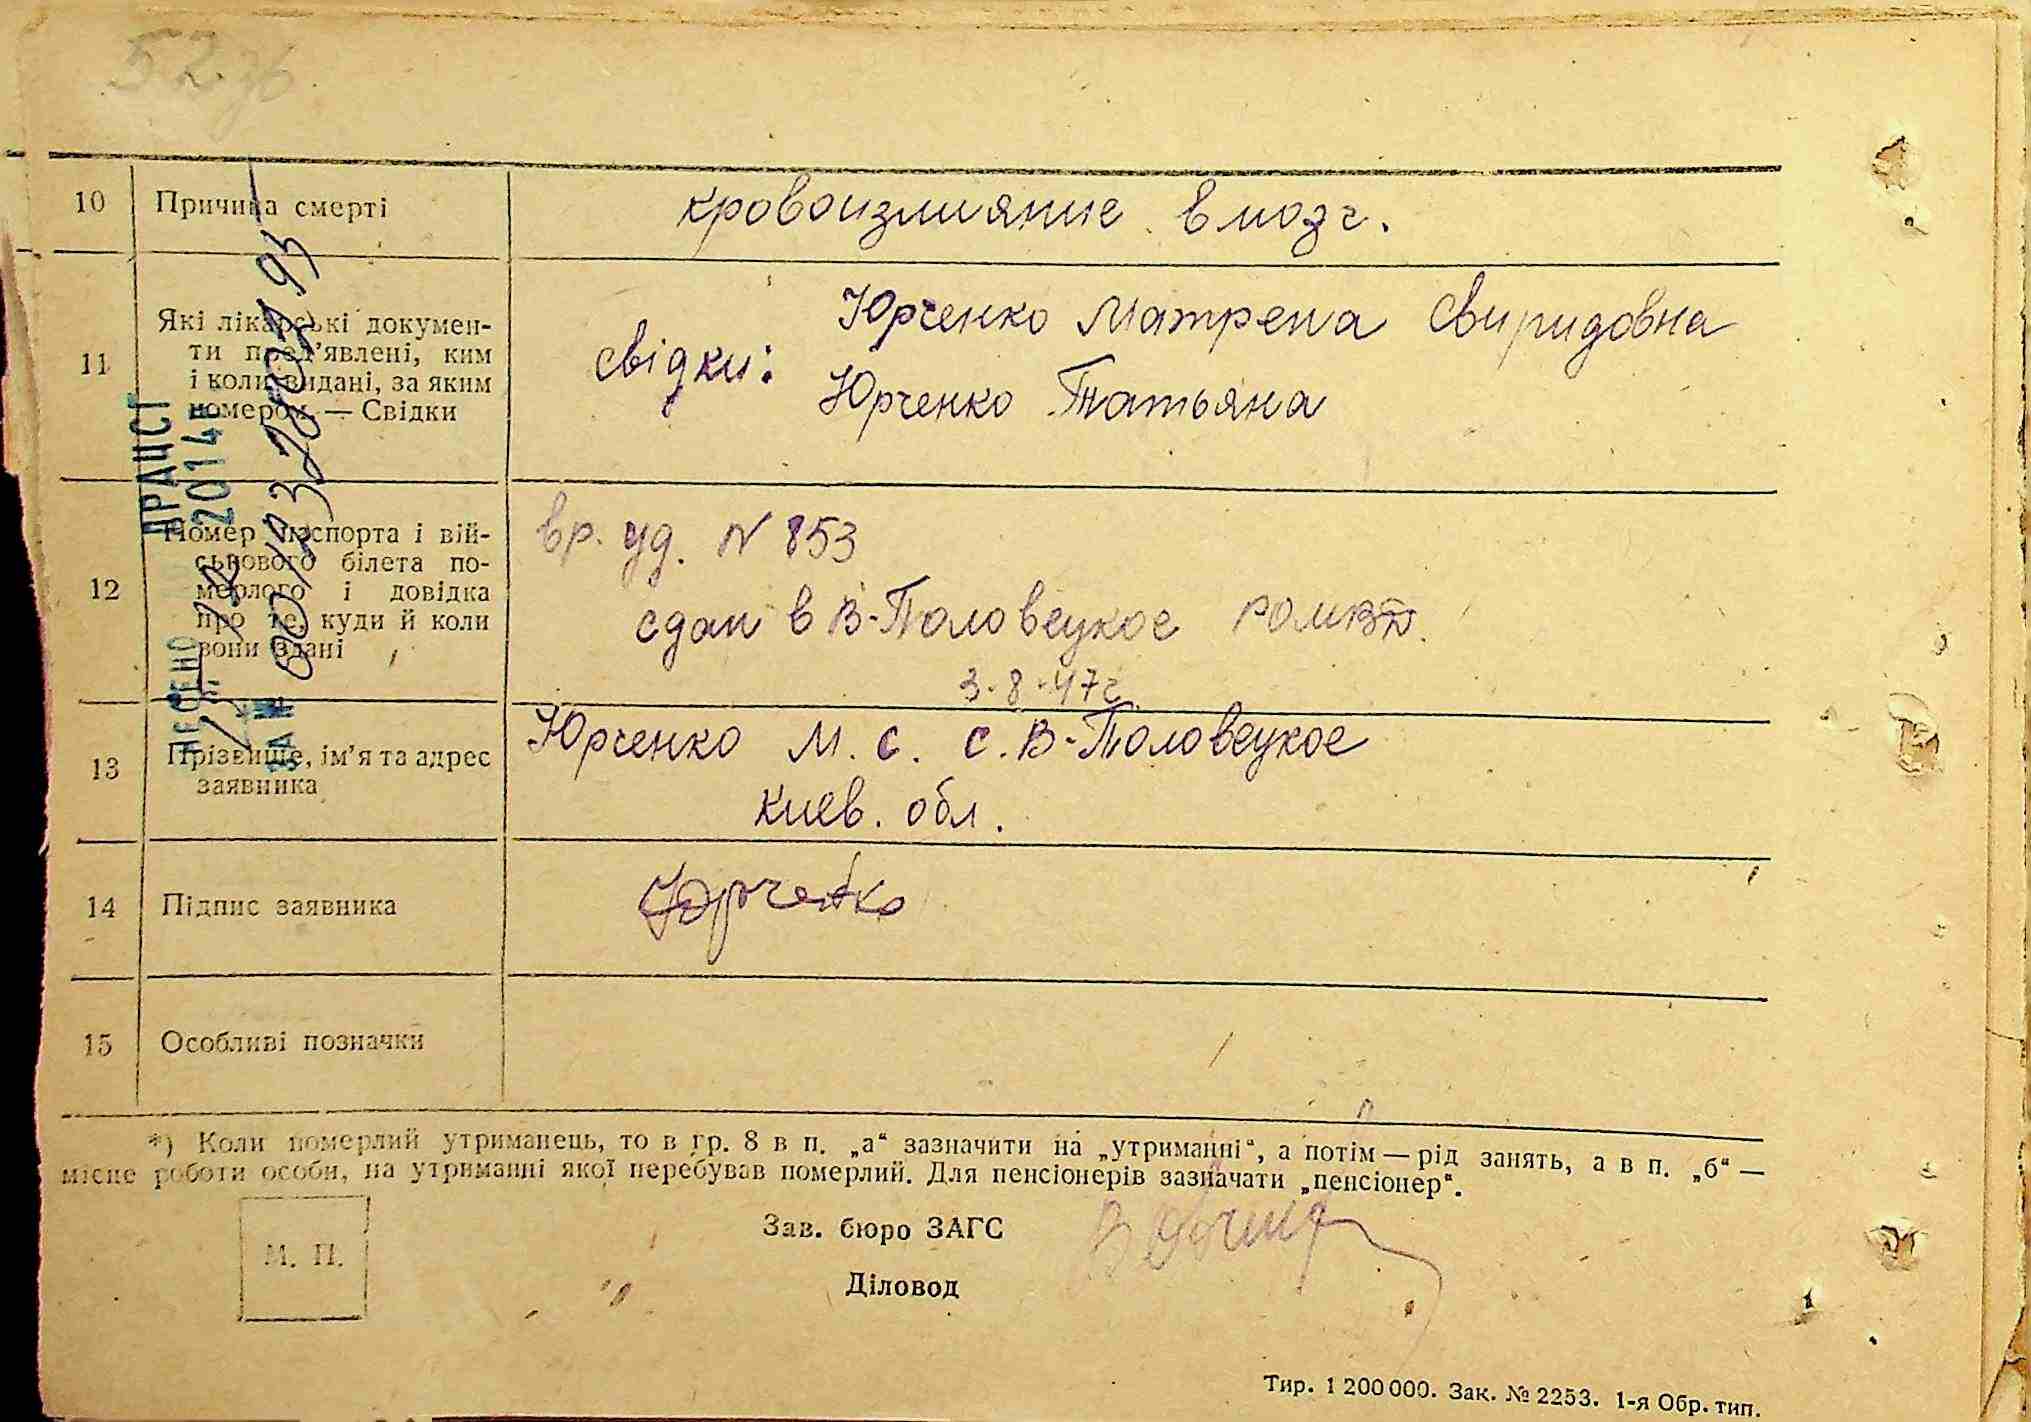 52 зв
10 Причина смерті
кровоизлияние в мозг.
11 Які лікарські докумен-
ти пред’явлені, ким
і коли видані, за яким
номером. — Свідки
свідки: Юрченко Матрена Свиридовна
Юрченко Татьяна
12 Номер паспорта і вій-
ськового білета по-
мерлого і довідка
про те, куди й коли
вони здані
вр. уд. N 853
сдан в В-Половецкое
3-8-47г
13 Прізвище, ім’я та адрес
заявника
Юрченко М. С. с. В-Половецкое
Киев. обл.
14 Підпис заявника
Юрченко
15 Особливі позначки
ДРАЦСГ
2014
ЗА №
*) Коли померлий утриманець, то в гр. 8 в п. „а“ зазначити на „утриманні“, а потім — рід занять, а в п. „б“ —
місце роботи особи, на утриманні якої перебував померлий. Для пенсіонерів зазначати „пенсіонер“.
М. П.
Зав. бюро ЗАГС
Діловод
Тир. 1 200 000. Зак. № 2253. 1-я Обр. тип.